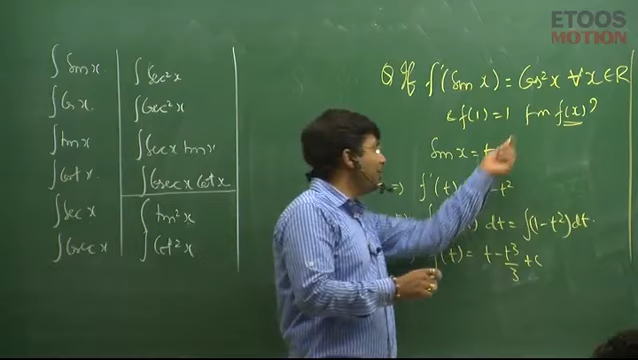 ETOOS
MOTION
∫ sin x
∫ cos x
∫ tan x
∫ cot x
∫ sec x
∫ cosec x
∫ sec² x
∫ cosec² x
∫ sec x tan x
∫ cosec x cot x
∫ tan² x
∫ cot² x
Q If f'(sin x) = cos² x ∀ x ∈ R
& f(1) = 1 f(x)?
sin x = t
⇒ f'(t) - t²
dt = ∫(1 - t²) dt.
f(t) = t - t³/3 + c